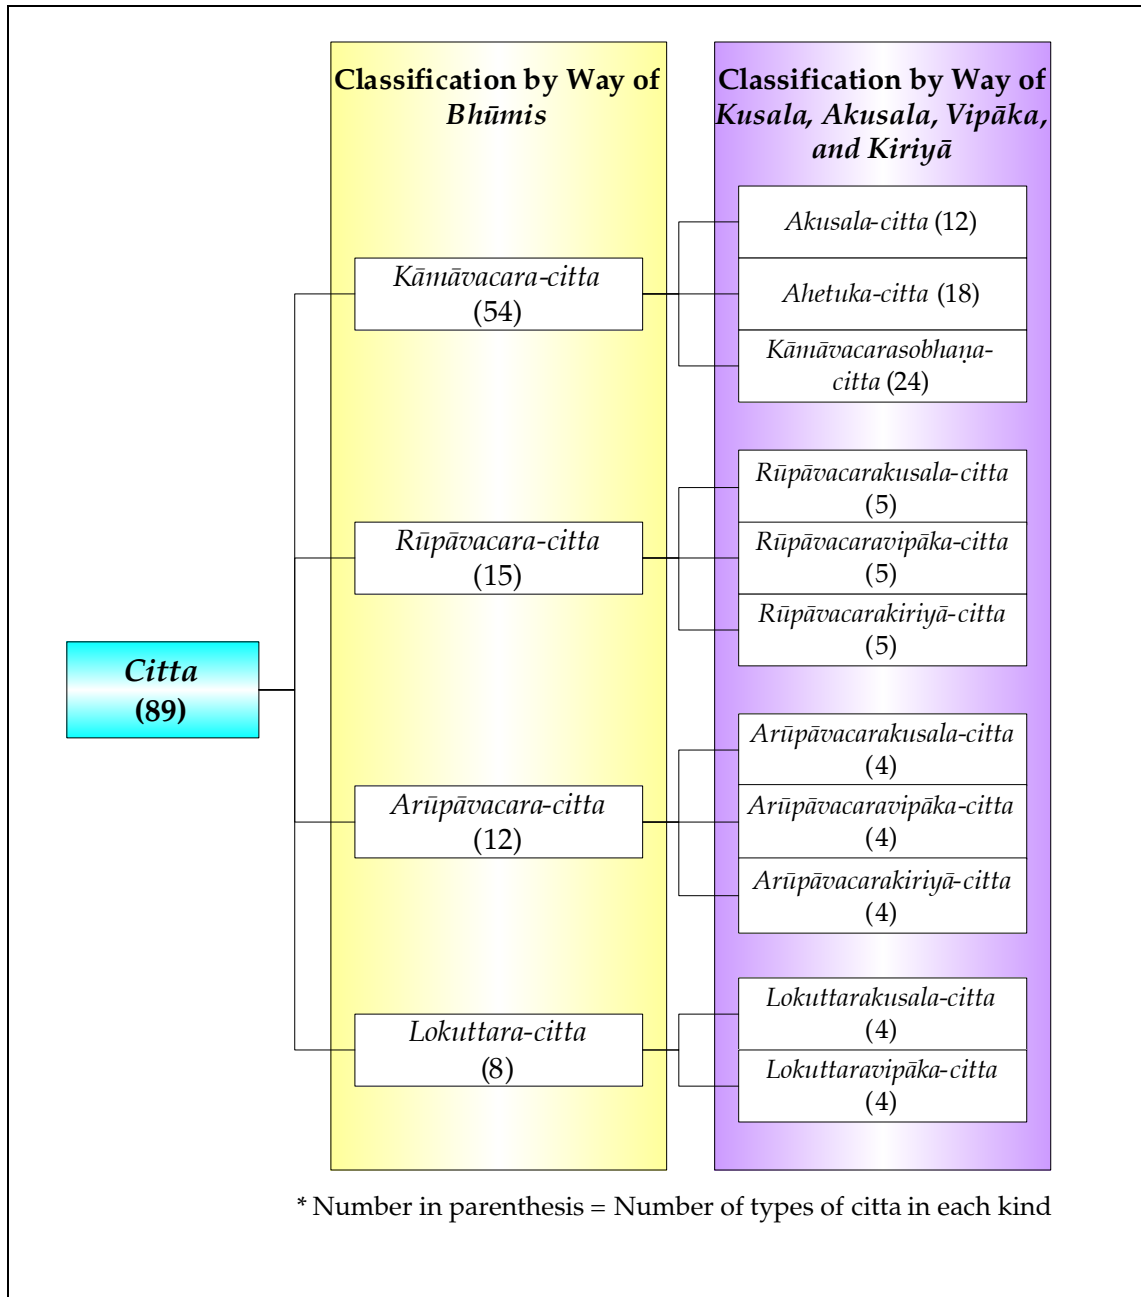 Classification by Way of
Bhūmis
Classification by Way of
Kusala, Akusala, Vipāka,
and Kiriyā
Akusala-citta (12)
Kāmāvacara-citta
(54)
Ahetuka-citta (18)
Kāmāvacarasobhaṇa-
citta (24)
Rūpāvacarakusala-citta
(5)
Rūpāvacara-citta
(15)
Rūpāvacaravipāka-citta
(5)
Rūpāvacarakiriyā-citta
(5)
Citta
(89)
Arūpāvacarakusala-citta
(4)
Arūpāvacara-citta
(12)
Arūpāvacaravipāka-citta
(4)
Arūpāvacarakiriyā-citta
(4)
Lokuttarakusala-citta
(4)
Lokuttara-citta
(8)
Lokuttaravipāka-citta
(4)
* Number in parenthesis = Number of types of citta in each kind